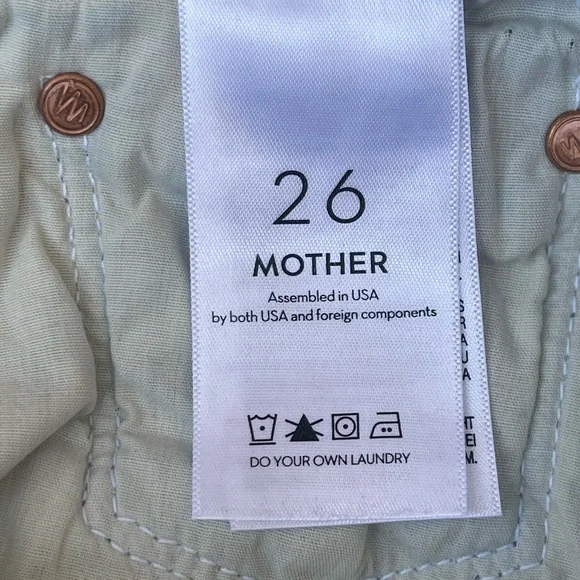 26
MOTHER
Assembled in USA
by both USA and foreign components
DO YOUR OWN LAUNDRY